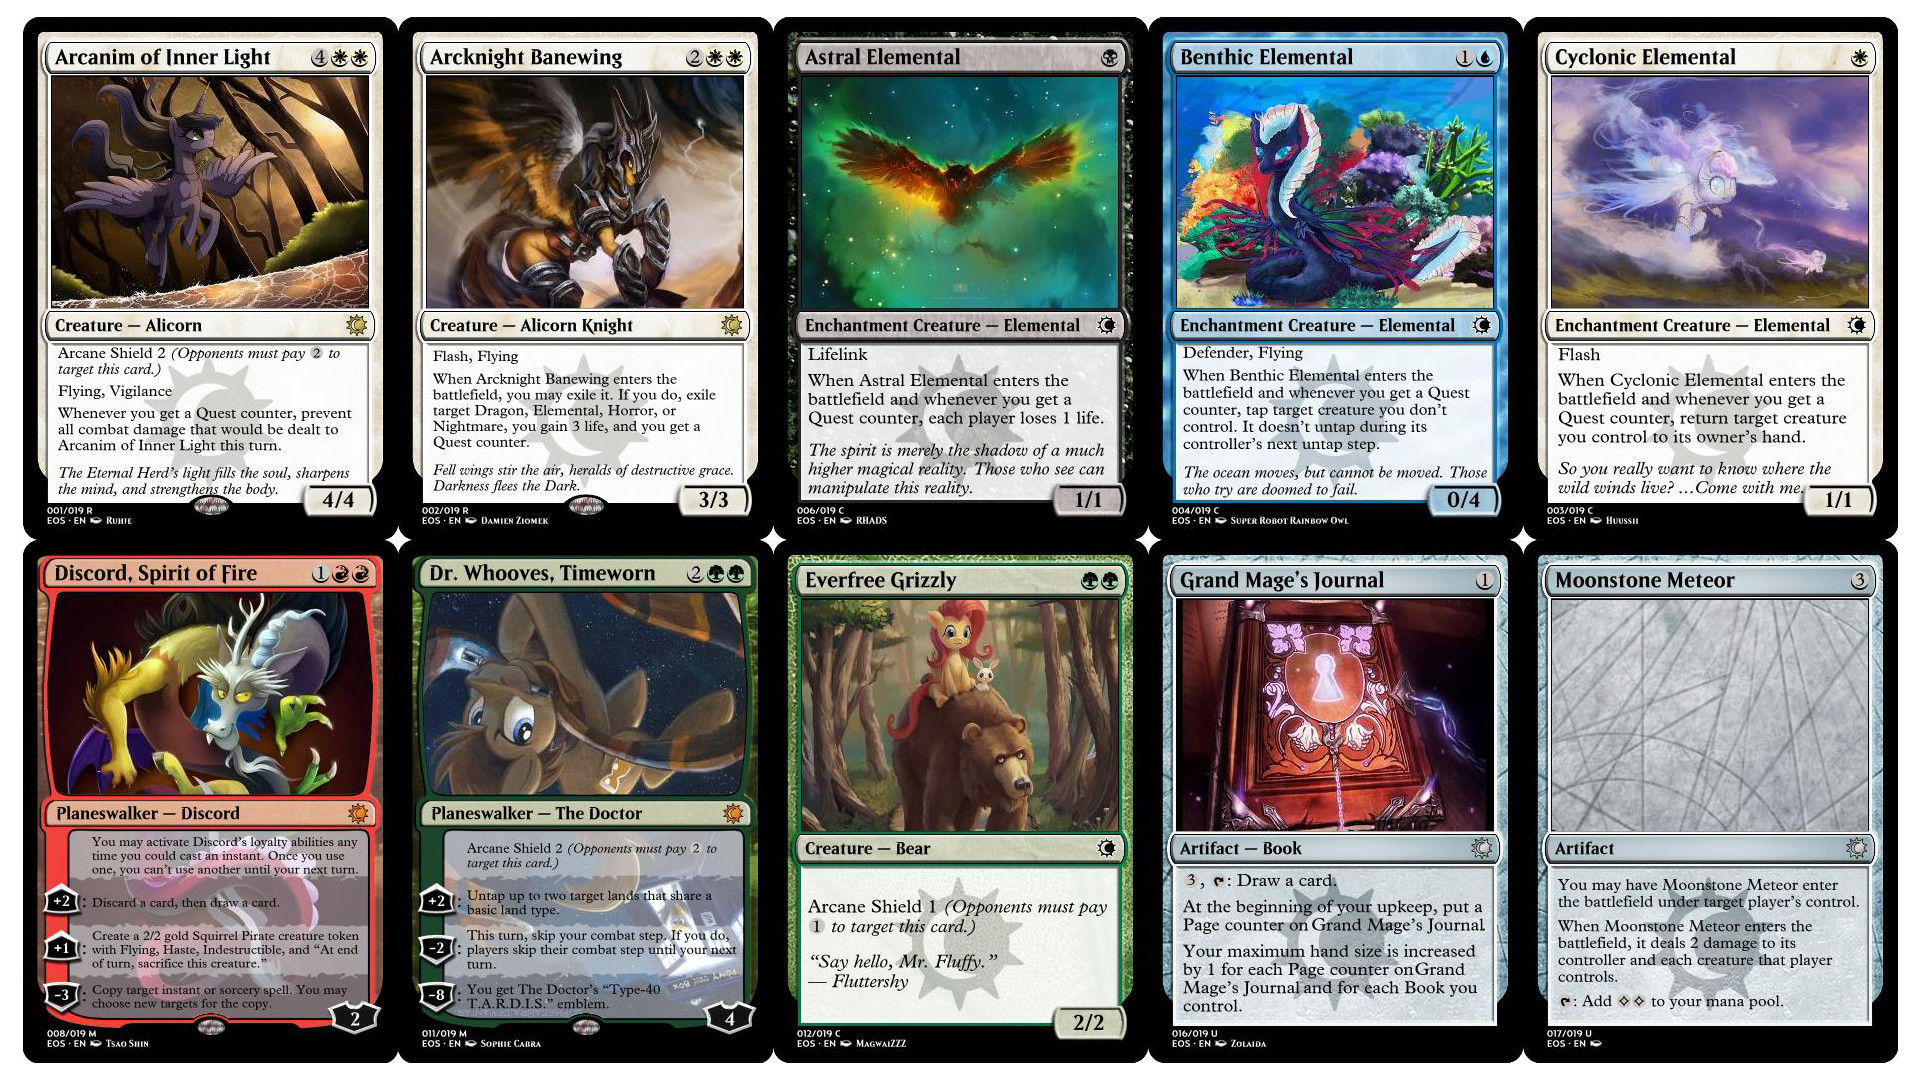 Arcanim of Inner Light 4
Creature — Alicorn
Arcane Shield 2 (Opponents must pay 2 to
target this card.)
Flying, Vigilance
Whenever you get a Quest counter, prevent
all combat damage that would be dealt to
Arcanim of Inner Light this turn.
The Eternal Herd's light fills the soul, sharpens
the mind, and strengthens the body.
4/4
001/019 R
EOS · EN Ruhje
Arcknight Banewing 2
Creature — Alicorn Knight
Flash, Flying
When Arcknight Banewing enters the
battlefield, you may exile it. If you do, exile
target Dragon, Elemental, Horror, or
Nightmare, you gain 3 life, and you get a
Quest counter.
Fell wings stir the air, heralds of destructive grace.
Darkness flees the Dark.
3/3
002/019 R
EOS · EN Damien Ziomek
Astral Elemental
Enchantment Creature — Elemental
Lifelink
When Astral Elemental enters the
battlefield and whenever you get a
Quest counter, each player loses 1 life.
The spirit is merely the shadow of a much
higher magical reality. Those who see can
manipulate this reality.
1/1
006/019 C
EOS · EN RHADS
Benthic Elemental 1
Enchantment Creature — Elemental
Defender, Flying
When Benthic Elemental enters the
battlefield and whenever you get a Quest
counter, tap target creature you don't
control. It doesn't untap during its
controller's next untap step.
The ocean moves, but cannot be moved. Those
who try are doomed to fail.
0/4
004/019 C
EOS · EN Super Robot Rainbow Owl
Cyclonic Elemental
Enchantment Creature — Elemental
Flash
When Cyclonic Elemental enters the
battlefield and whenever you get a
Quest counter, return target creature
you control to its owner's hand.
So you really want to know where the
wild winds live? ...Come with me.
1/1
003/019 C
EOS · EN Huussii
Discord, Spirit of Fire 1
Planeswalker — Discord
You may activate Discord's loyalty abilities any
time you could cast an instant. Once you use
one, you can't use another until your next turn.
+2: Discard a card, then draw a card.
+1: Create a 2/2 gold Squirrel Pirate creature token
with Flying, Haste, Indestructible, and "At end
of turn, sacrifice this creature."
-3: Copy target instant or sorcery spell. You may
choose new targets for the copy.
2
008/019 M
EOS · EN Tsao Shin
Dr. Whooves, Timeworn 2
Planeswalker — The Doctor
Arcane Shield 2 (Opponents must pay 2 to
target this card.)
+2: Untap up to two target lands that share a
basic land type.
-2: This turn, skip your combat step. If you do,
players skip their combat step until your next
turn.
-8: You get The Doctor's "Type-40
T.A.R.D.I.S." emblem.
4
011/019 M
EOS · EN Sophie Cabra
Everfree Grizzly
Creature — Bear
Arcane Shield 1 (Opponents must pay
1 to target this card.)
"Say hello, Mr. Fluffy."
— Fluttershy
2/2
012/019 C
EOS · EN MagwaiZZZ
Grand Mage's Journal 1
Artifact — Book
3, : Draw a card.
At the beginning of your upkeep, put a
Page counter on Grand Mage's Journal
Your maximum hand size is increased
by 1 for each Page counter on Grand
Mage's Journal and for each Book you
control.
016/019 U
EOS · EN Zolaida
Moonstone Meteor 3
Artifact
You may have Moonstone Meteor enter
the battlefield under target player's control.
When Moonstone Meteor enters the
battlefield, it deals 2 damage to its
controller and each creature that player
controls.
: Add to your mana pool.
017/019 U
EOS · EN